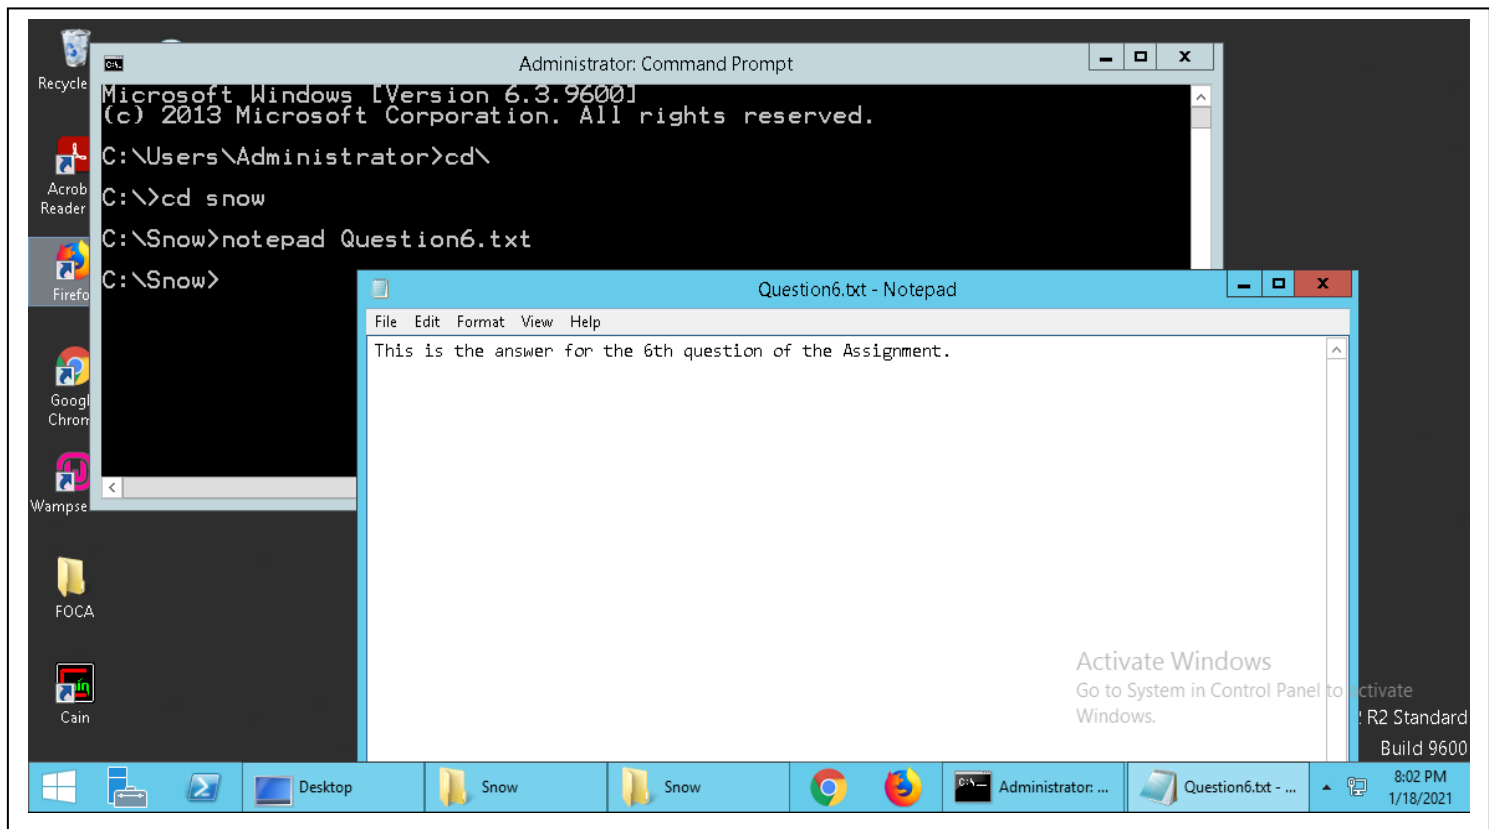 Administrator: Command Prompt
Microsoft Windows [Version 6.3.9600]
(c) 2013 Microsoft Corporation. All rights reserved.
C:\Users\Administrator>cd\
C:\>cd snow
C:\Snow>notepad Question6.txt
C:\Snow>
Recycle
Acrob
Reader
Firefo
Googl
Chrom
Wampse
FOCA
Cain
Question6.txt - Notepad
File Edit Format View Help
This is the answer for the 6th question of the Assignment.
Activate Windows
Go to System in Control Panel to activate
Windows.
R2 Standard
Build 9600
Desktop
Snow
Snow
Administrator: ...
Question6.txt - ...
8:02 PM
1/18/2021